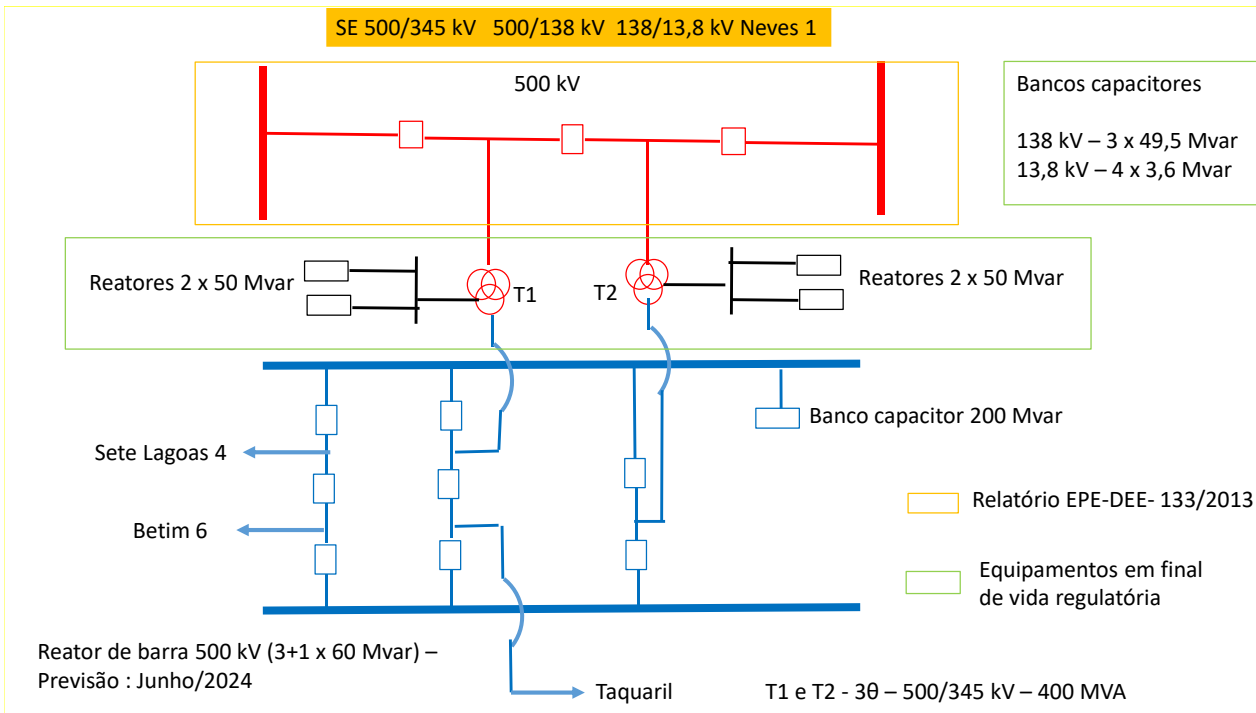 SE 500/345 kV 500/138 kV 138/13,8 kV Neves 1
500 kV
Bancos capacitores
138 kV – 3 x 49,5 Mvar
13,8 kV – 4 x 3,6 Mvar
Reatores 2 x 50 Mvar
T1
T2
Reatores 2 x 50 Mvar
Banco capacitor 200 Mvar
Sete Lagoas 4
Betim 6
Relatório EPE-DEE- 133/2013
Equipamentos em final
de vida regulatória
Reator de barra 500 kV (3+1 x 60 Mvar) –
Previsão : Junho/2024
Taquaril
T1 e T2 - 3θ – 500/345 kV – 400 MVA